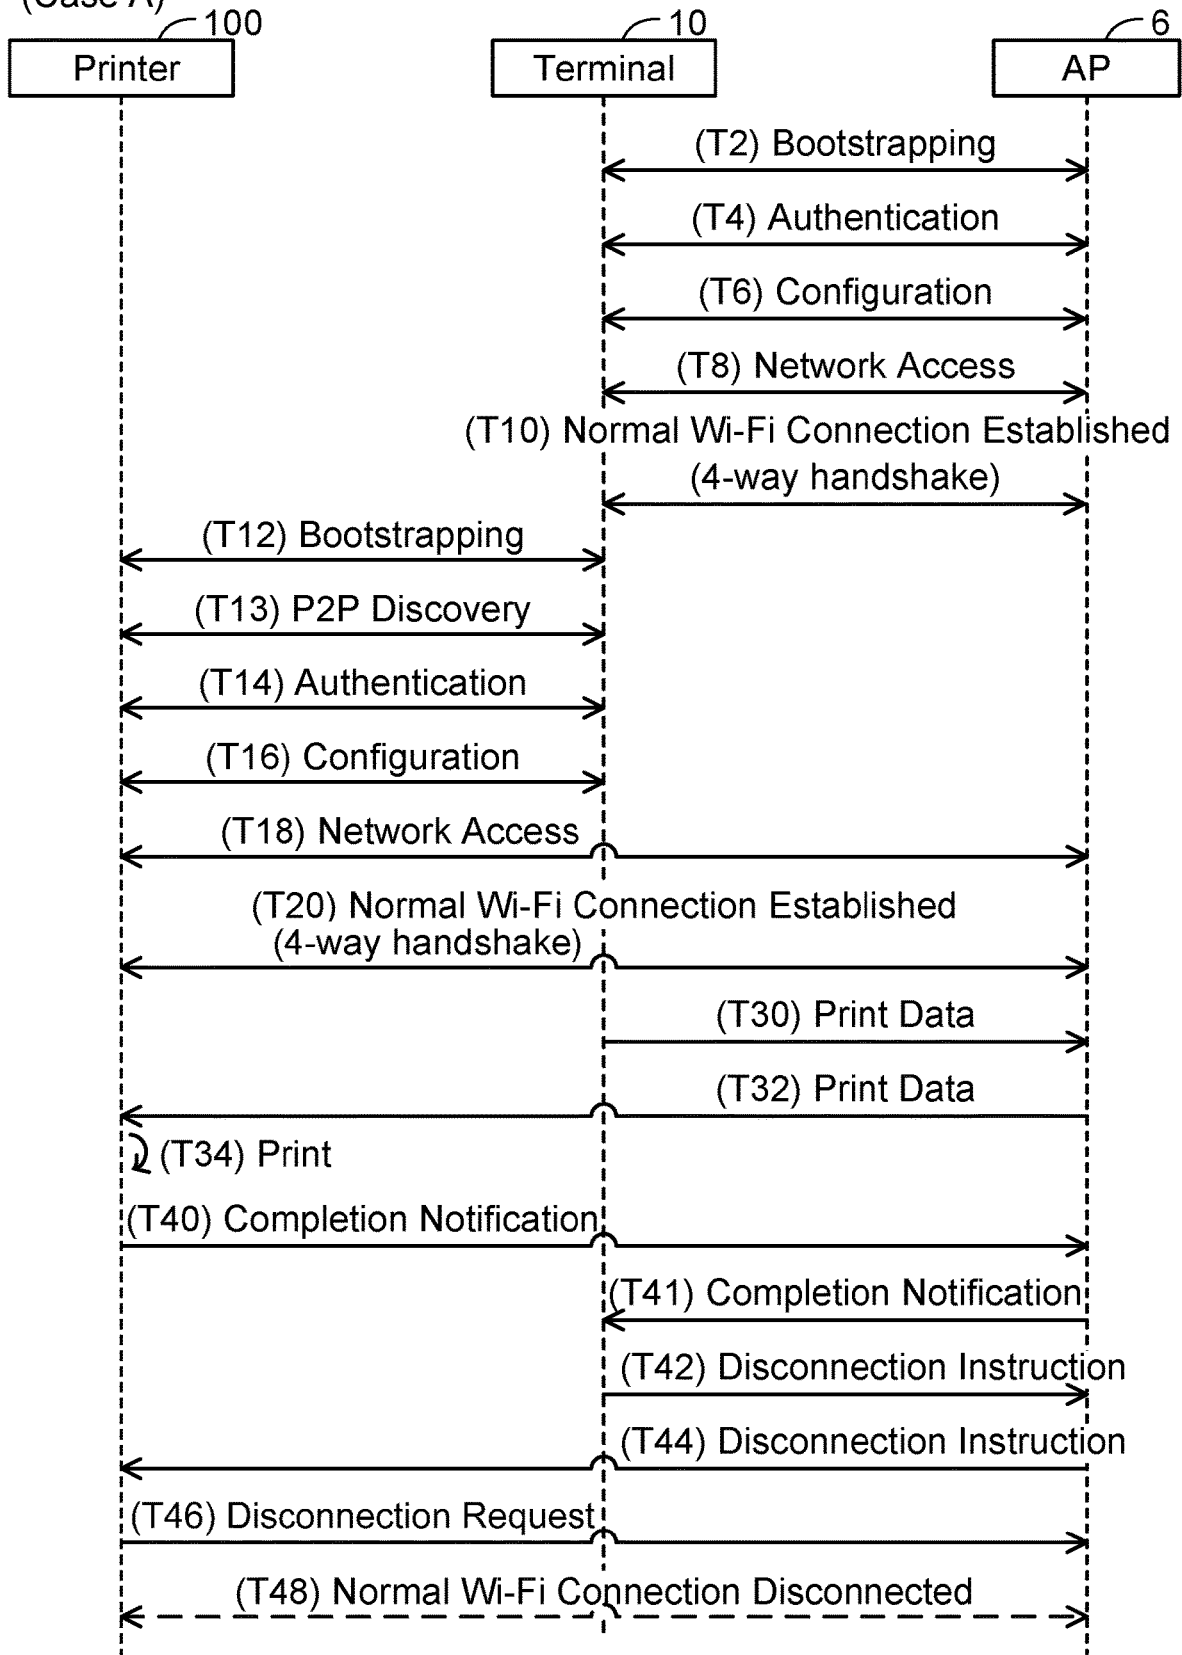 (Case A)
100
10
6
Printer
Terminal
AP
(T2) Bootstrapping
(T4) Authentication
(T6) Configuration
(T8) Network Access
(T10) Normal Wi-Fi Connection Established
(4-way handshake)
(T12) Bootstrapping
(T13) P2P Discovery
(T14) Authentication
(T16) Configuration
(T18) Network Access
(T20) Normal Wi-Fi Connection Established
(4-way handshake)
(T30) Print Data
(T32) Print Data
(T34) Print
(T40) Completion Notification
(T41) Completion Notification
(T42) Disconnection Instruction
(T44) Disconnection Instruction
(T46) Disconnection Request
(T48) Normal Wi-Fi Connection Disconnected